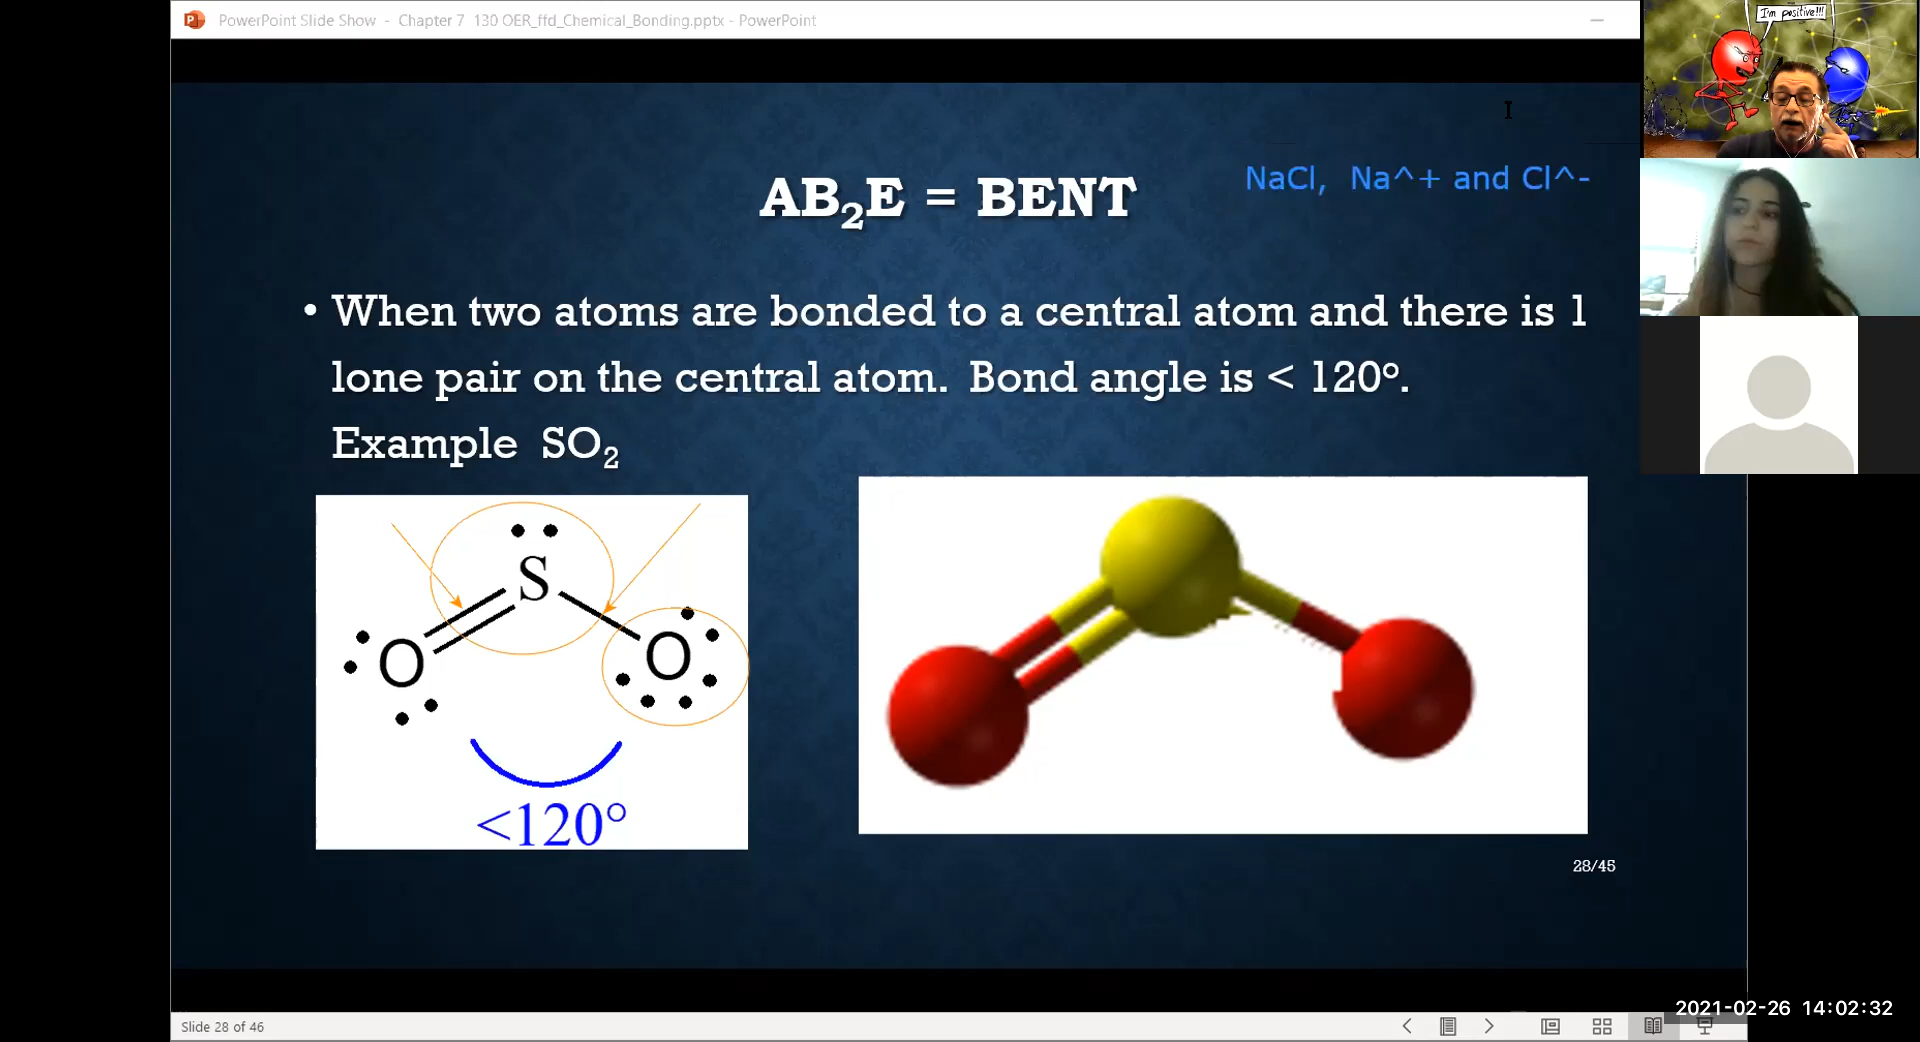 PowerPoint Slide Show - Chapter 7 130 OER_ffd_Chemical_Bonding.pptx - PowerPoint
I'm positive!!!
NaCl, Na^+ and Cl^-
AB₂E = BENT
• When two atoms are bonded to a central atom and there is 1
lone pair on the central atom. Bond angle is < 120°.
Example SO₂
S
O
O
<120°
28/45
2021-02-26 14:02:32
Slide 28 of 46